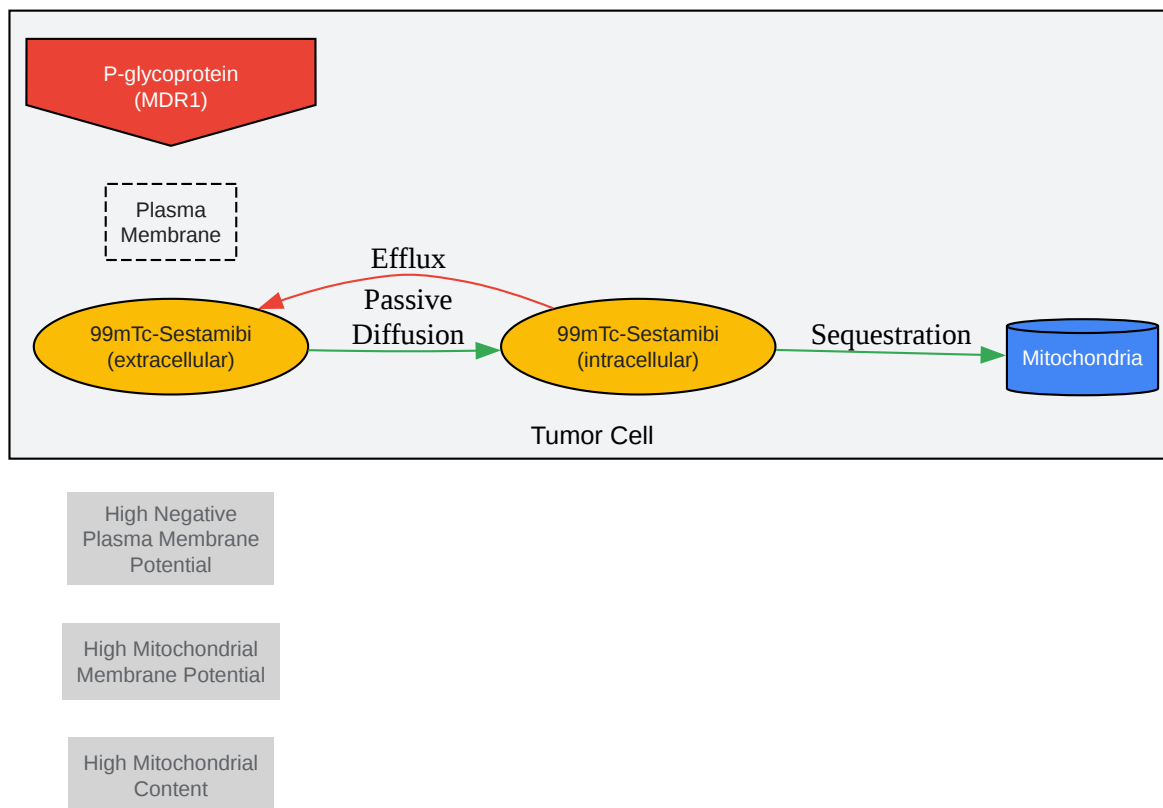 P-glycoprotein
(MDR1)
Plasma
Membrane
Efflux
Passive
Diffusion
99mTc-Sestamibi
(extracellular)
99mTc-Sestamibi
(intracellular)
Sequestration
Mitochondria
Tumor Cell
High Negative
Plasma Membrane
Potential
High Mitochondrial
Membrane Potential
High Mitochondrial
Content